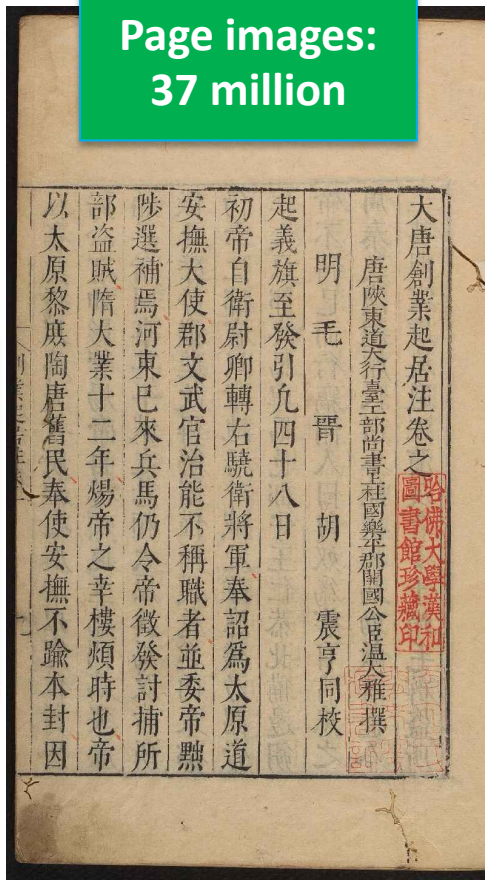 Page images:
37 million
大唐創業起居注卷之
唐陝東道大行臺工部尚書上柱國樂平郡開國公臣温大雅撰
明 毛 晉 胡 震亨同校
起義旗至發引凡四十八日
初帝自衛尉卿轉右驍衛將軍奉詔爲太原道
安撫大使郡文武官治能不稱職者並委帝黜
陟選補焉河東已來兵馬仍令帝徵發討捕所
部盗賊隋大業十二年煬帝之幸樓煩時也帝
以太原黎庶陶唐舊民奉使安撫不踰本封因
哈佛大學漢和
圖書館珍藏印